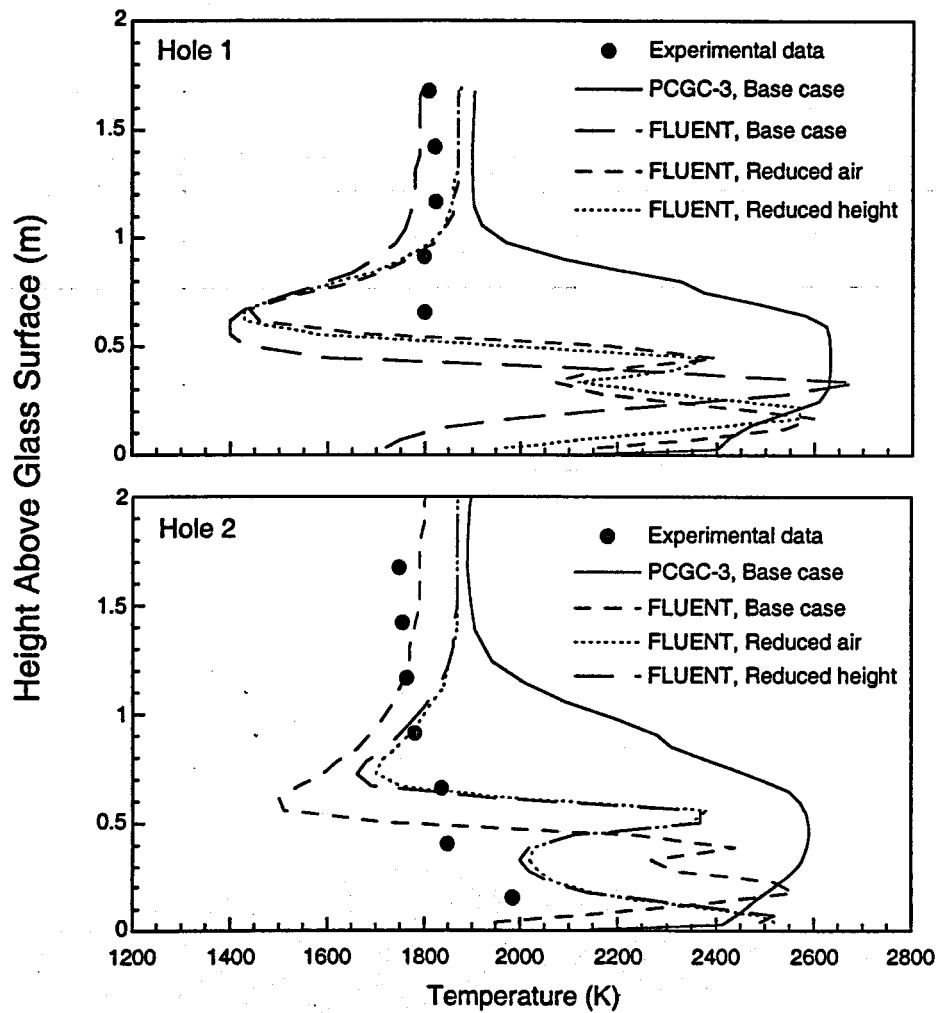 Height Above Glass Surface (m)
2
1.5
1
0.5
0
Hole 1
Experimental data
PCGC-3, Base case
FLUENT, Base case
FLUENT, Reduced air
FLUENT, Reduced height
2
1.5
1
0.5
0
Hole 2
Experimental data
PCGC-3, Base case
FLUENT, Base case
FLUENT, Reduced air
FLUENT, Reduced height
1200 1400 1600 1800 2000 2200 2400 2600 2800
Temperature (K)